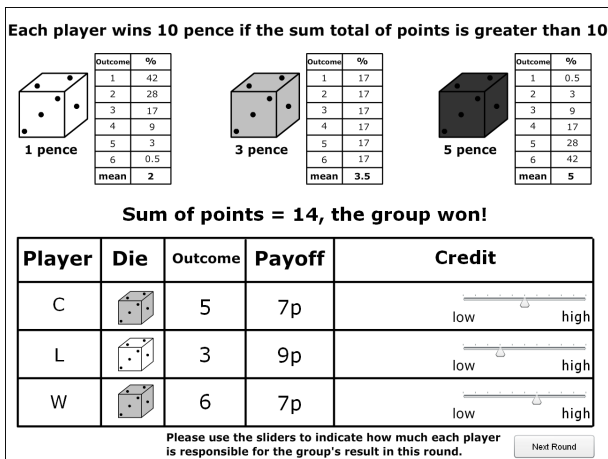 Each player wins 10 pence if the sum total of points is greater than 10
Outcome %
1 42
2 28
3 17
4 9
5 3
6 0.5
mean 2
1 pence
Outcome %
1 17
2 17
3 17
4 17
5 17
6 17
mean 3.5
3 pence
Outcome %
1 0.5
2 3
3 9
4 17
5 28
6 42
mean 5
5 pence
Sum of points = 14, the group won!
Player Die Outcome Payoff Credit
C 5 7p low high
L 3 9p low high
W 6 7p low high
Please use the sliders to indicate how much each player
is responsible for the group's result in this round.
Next Round